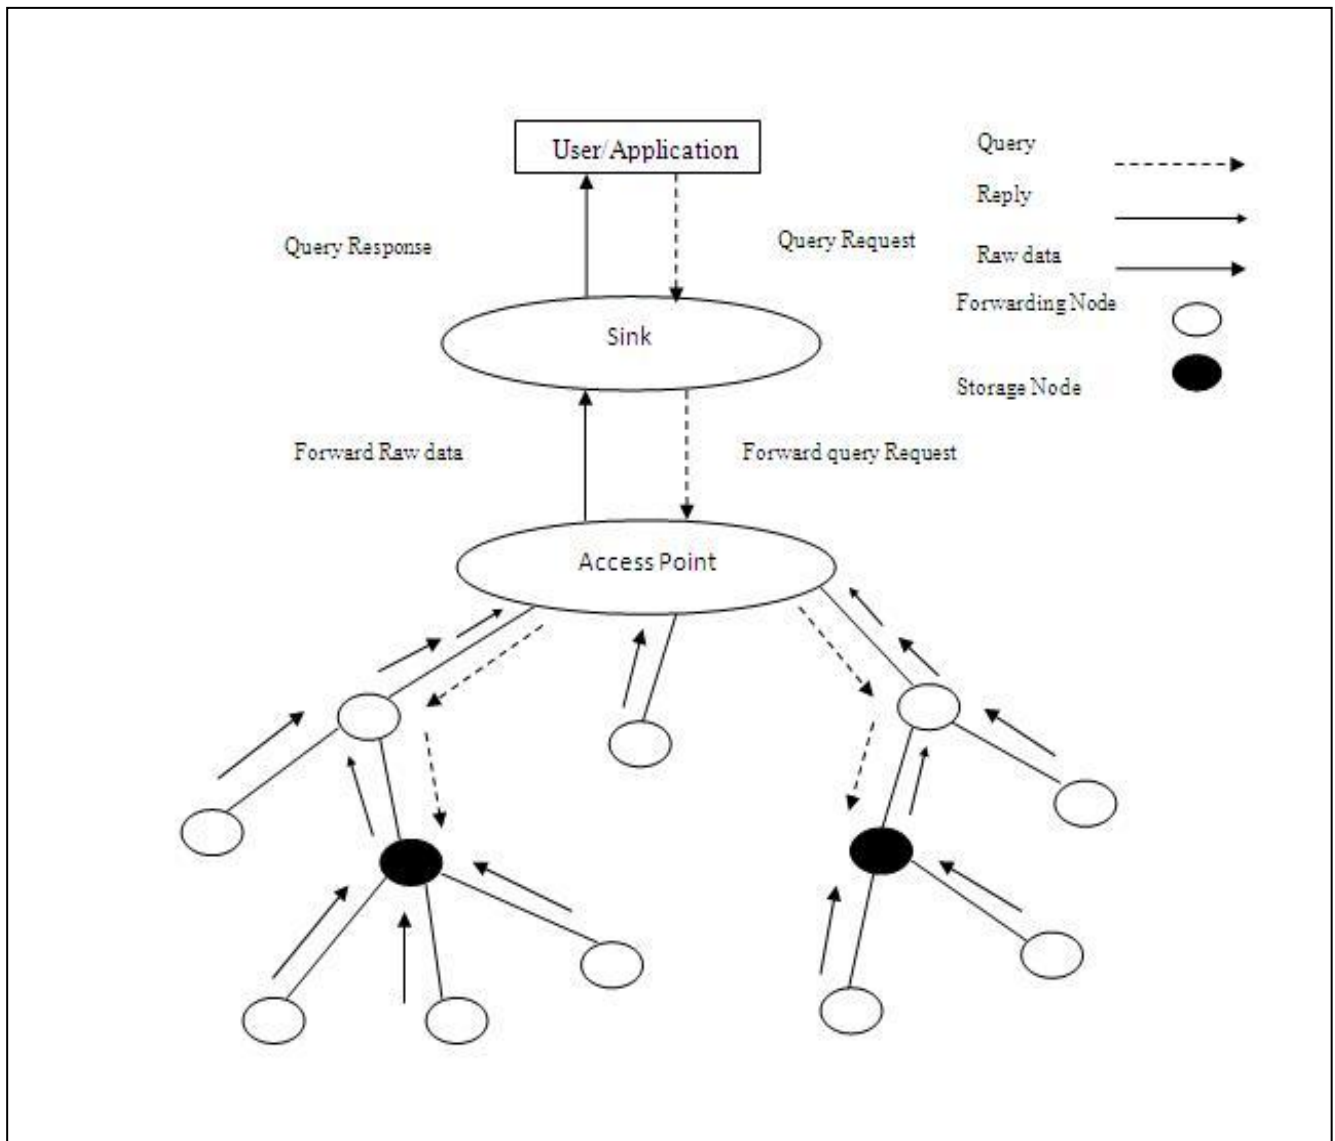 User/Application
Query
Reply
Query Response
Query Request
Raw data
Forwarding Node
Sink
Storage Node
Forward Raw data
Forward query Request
Access Point